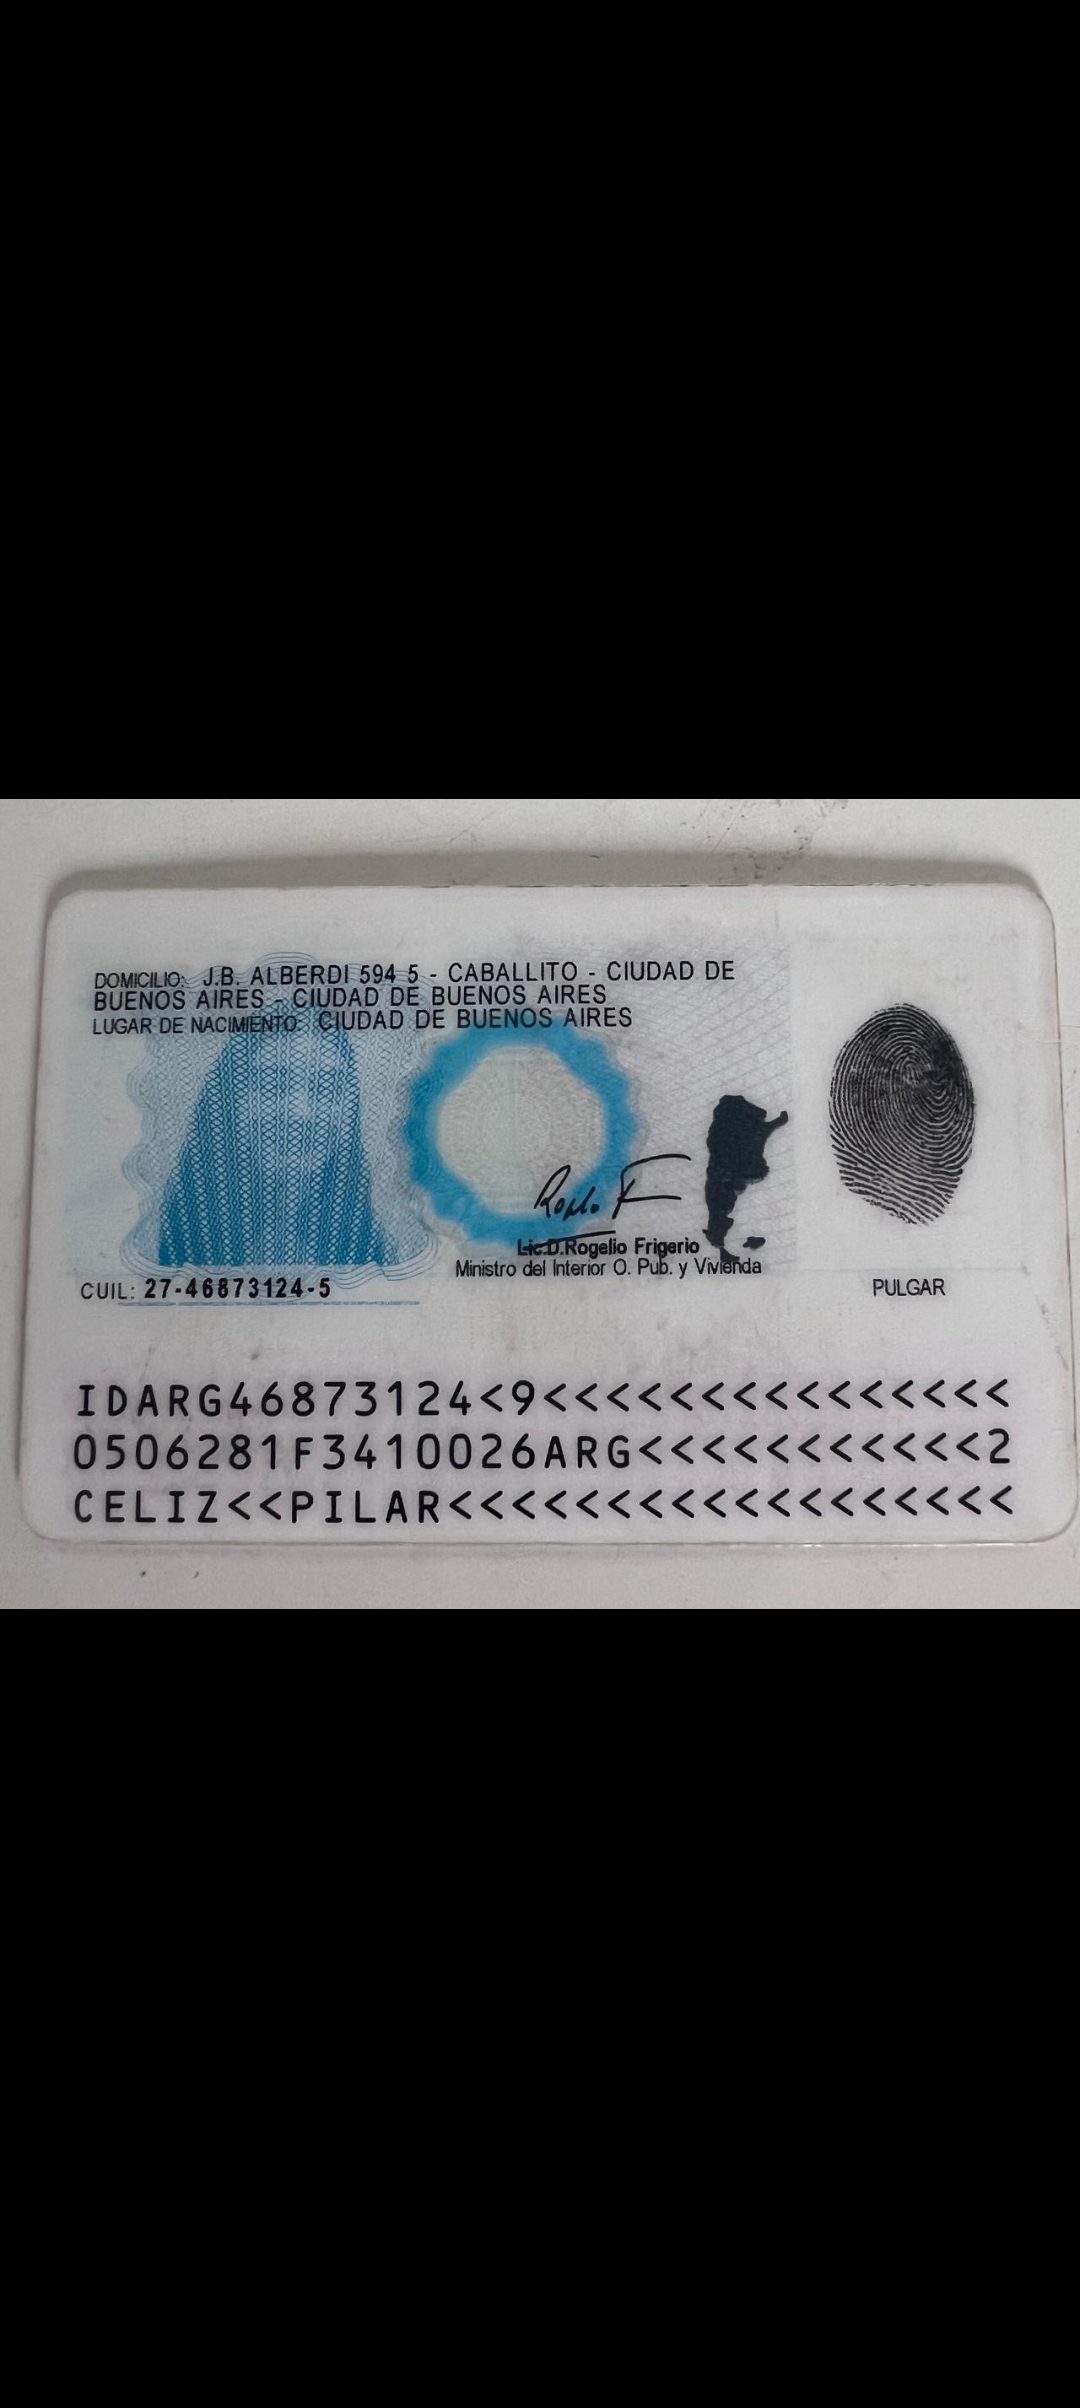 DOMICILIO: J.B. ALBERDI 594 5 - CABALLITO - CIUDAD DE
BUENOS AIRES - CIUDAD DE BUENOS AIRES
LUGAR DE NACIMIENTO: CIUDAD DE BUENOS AIRES
Lic.D.Rogelio Frigerio
Ministro del Interior O. Pub. y Vivienda
CUIL: 27-46873124-5
PULGAR
IDARG46873124<9<<<<<<<<<<<<<<<
0506281F3410026ARG<<<<<<<<<<<2
CELIZ<<PILAR<<<<<<<<<<<<<<<<<<